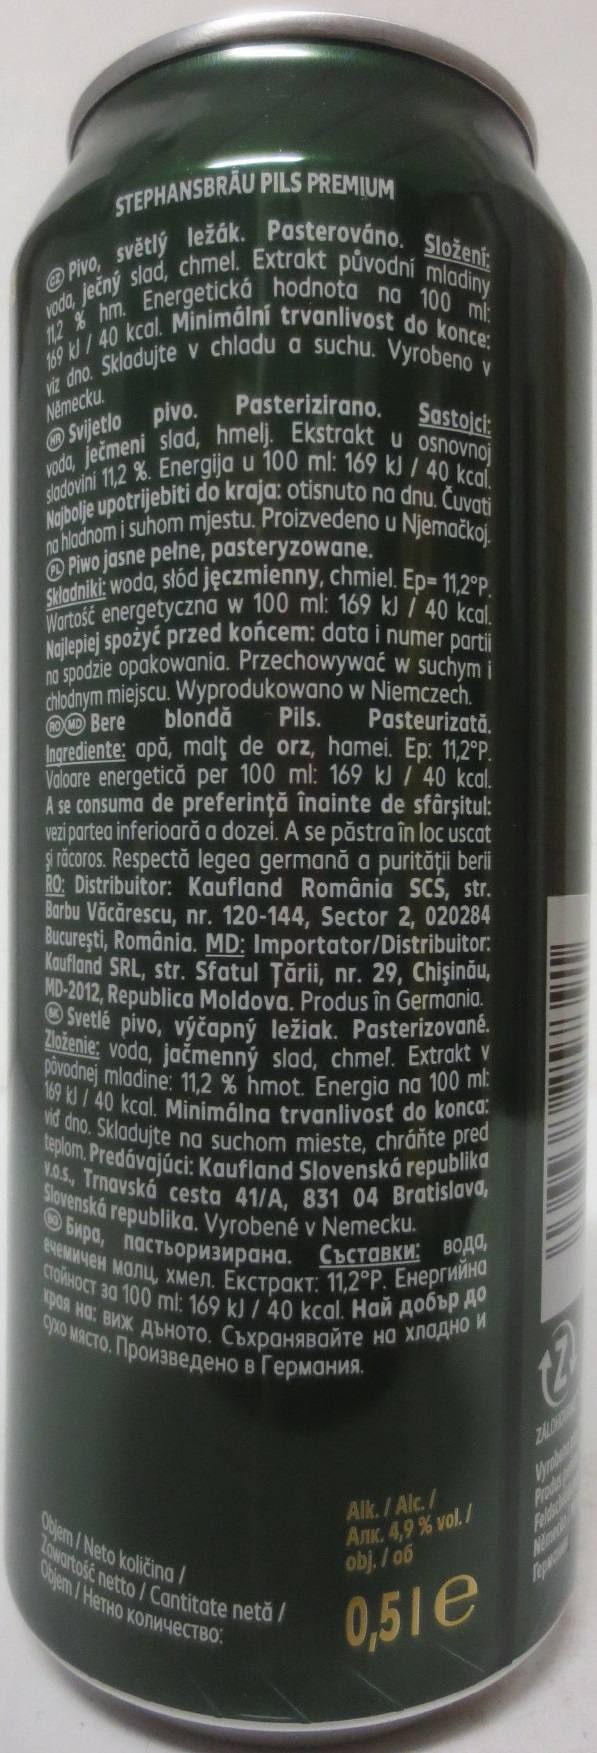 STEPHANSBRÄU PILS PREMIUM
CZ Pivo, světlý ležák. Pasterováno. Složení:
voda, ječný slad, chmel. Extrakt původní mladiny
11,2 % hm. Energetická hodnota na 100 ml:
169 kJ / 40 kcal. Minimální trvanlivost do konce:
viz dno. Skladujte v chladu a suchu. Vyrobeno v
Německu.
HR Svijetlo pivo. Pasterizirano. Sastojci:
voda, ječmeni slad, hmelj. Ekstrakt u osnovnoj
sladovini 11,2 %. Energija u 100 ml: 169 kJ / 40 kcal.
Najbolje upotrijebiti do kraja: otisnuto na dnu. Čuvati
na hladnom i suhom mjestu. Proizvedeno u Njemačkoj.
PL Piwo jasne pełne, pasteryzowane.
Składniki: woda, słód jęczmienny, chmiel. Ep= 11,2°P.
Wartość energetyczna w 100 ml: 169 kJ / 40 kcal.
Najlepiej spożyć przed końcem: data i numer partii
na spodzie opakowania. Przechowywać w suchym i
chłodnym miejscu. Wyprodukowano w Niemczech.
RO MD Bere blondă Pils. Pasteurizată.
Ingrediente: apă, malţ de orz, hamei. Ep: 11,2°P.
Valoare energetică per 100 ml: 169 kJ / 40 kcal.
A se consuma de preferinţă înainte de sfârşitul:
vezi partea inferioară a dozei. A se păstra în loc uscat
şi răcoros. Respectă legea germană a purităţii berii
RO: Distribuitor: Kaufland România SCS, str.
Barbu Văcărescu, nr. 120-144, Sector 2, 020284
Bucureşti, România. MD: Importator/Distribuitor:
Kaufland SRL, str. Sfatul Ţării, nr. 29, Chişinău,
MD-2012, Republica Moldova. Produs în Germania.
SK Svetlé pivo, výčapný ležiak. Pasterizované.
Zloženie: voda, jačmenný slad, chmeľ. Extrakt v
pôvodnej mladine: 11,2 % hmot. Energia na 100 ml:
169 kJ / 40 kcal. Minimálna trvanlivosť do konca:
viď dno. Skladujte na suchom mieste, chráňte pred
teplom. Predávajúci: Kaufland Slovenská republika
v.o.s., Trnavská cesta 41/A, 831 04 Bratislava,
Slovenská republika. Vyrobené v Nemecku.
BG Бира, пастьоризирана. Съставки: вода,
ечемичен малц, хмел. Екстракт: 11,2°P. Енергийна
стойност за 100 ml: 169 kJ / 40 kcal. Най добър до
края на: виж дъното. Съхранявайте на хладно и
сухо място. Произведено в Германия.
Objem / Neto količina /
Zawartość netto / Cantitate netă /
Objem / Нетно количество:
Alk. / Alc. /
Алк. 4,9 % vol. /
obj. / об
0,5 l e
Z
Produs